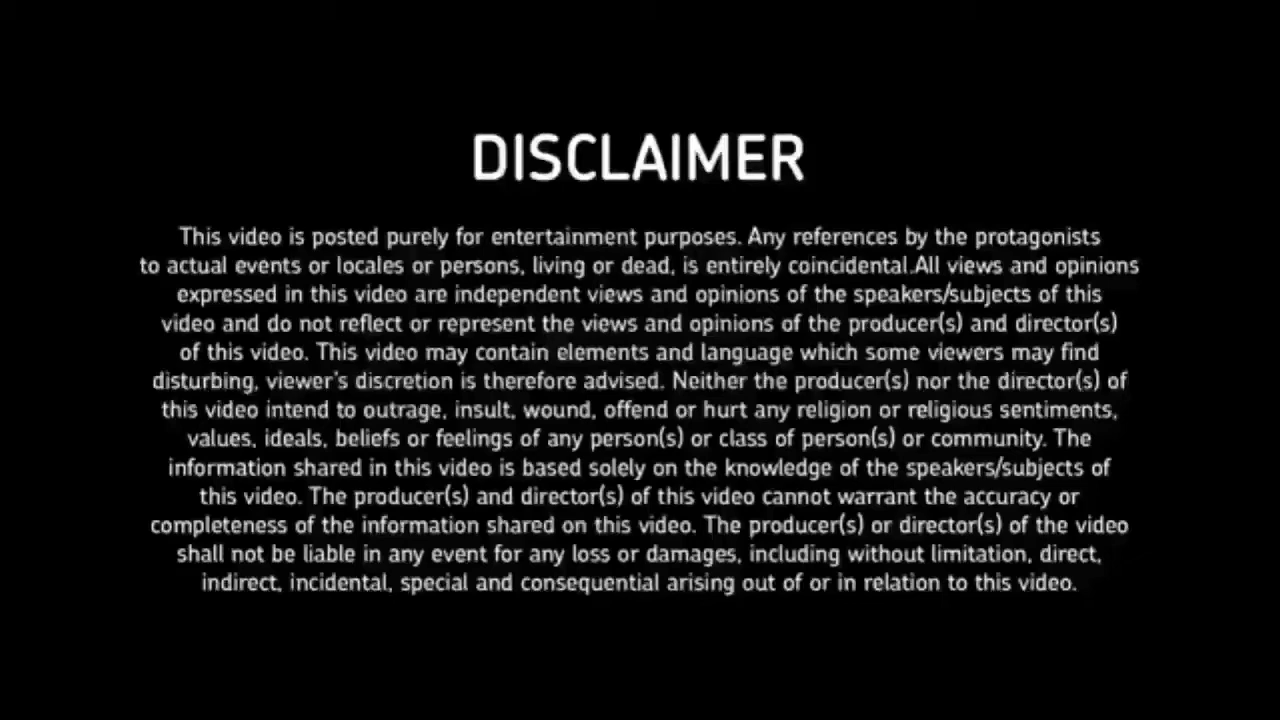 DISCLAIMER
This video is posted purely for entertainment purposes. Any references by the protagonists
to actual events or locales or persons, living or dead, is entirely coincidental.All views and opinions
expressed in this video are independent views and opinions of the speakers/subjects of this
video and do not reflect or represent the views and opinions of the producer(s) and director(s)
of this video. This video may contain elements and language which some viewers may find
disturbing, viewer's discretion is therefore advised. Neither the producer(s) nor the director(s) of
this video intend to outrage, insult, wound, offend or hurt any religion or religious sentiments,
values, ideals, beliefs or feelings of any person(s) or class of person(s) or community. The
information shared in this video is based solely on the knowledge of the speakers/subjects of
this video. The producer(s) and director(s) of this video cannot warrant the accuracy or
completeness of the information shared on this video. The producer(s) or director(s) of the video
shall not be liable in any event for any loss or damages, including without limitation, direct,
indirect, incidental, special and consequential arising out of or in relation to this video.